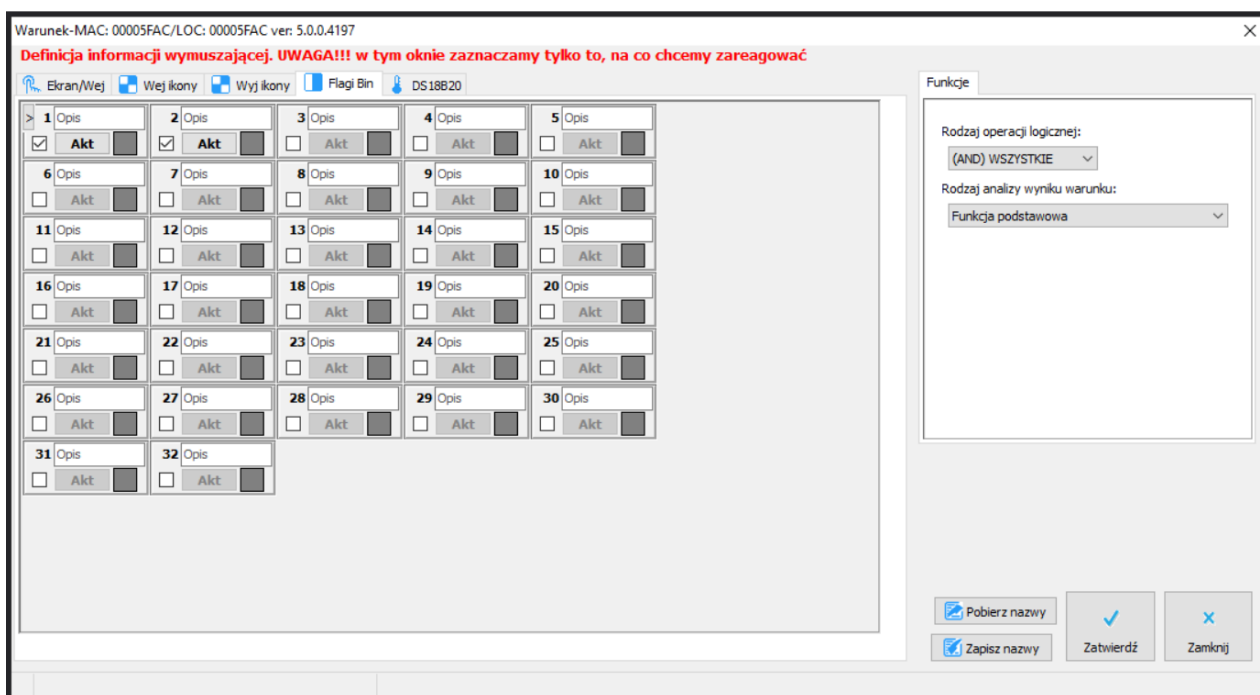 Warunek-MAC: 00005FAC/LOC: 00005FAC ver: 5.0.0.4197
Definicja informacji wymuszającej. UWAGA!!! w tym oknie zaznaczamy tylko to, na co chcemy zareagować
Ekran/Wej Wej ikony Wyj ikony Flagi Bin DS18B20
> 1 Opis 2 Opis 3 Opis 4 Opis 5 Opis
Akt Akt Akt Akt Akt
6 Opis 7 Opis 8 Opis 9 Opis 10 Opis
Akt Akt Akt Akt Akt
11 Opis 12 Opis 13 Opis 14 Opis 15 Opis
Akt Akt Akt Akt Akt
16 Opis 17 Opis 18 Opis 19 Opis 20 Opis
Akt Akt Akt Akt Akt
21 Opis 22 Opis 23 Opis 24 Opis 25 Opis
Akt Akt Akt Akt Akt
26 Opis 27 Opis 28 Opis 29 Opis 30 Opis
Akt Akt Akt Akt Akt
31 Opis 32 Opis
Akt Akt
Funkcje
Rodzaj operacji logicznej:
(AND) WSZYSTKIE
Rodzaj analizy wyniku warunku:
Funkcja podstawowa
Pobierz nazwy
Zapisz nazwy
Zatwierdź
Zamknij